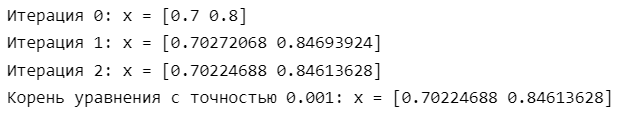 Итерация 0: x = [0.7 0.8]
Итерация 1: x = [0.70272068 0.84693924]
Итерация 2: x = [0.70224688 0.84613628]
Корень уравнения с точностью 0.001: x = [0.70224688 0.84613628]